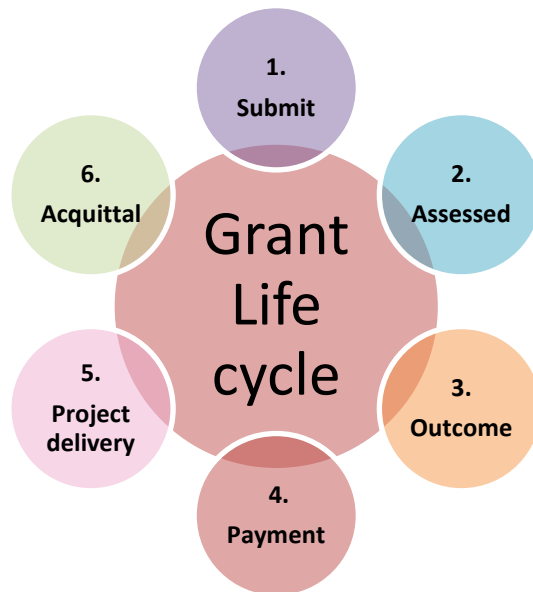 Grant
Life
cycle
1.
Submit
2.
Assessed
3.
Outcome
4.
Payment
5.
Project
delivery
6.
Acquittal